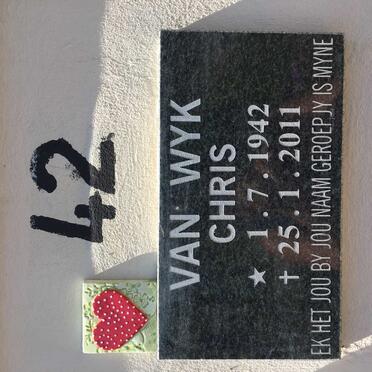 42
VAN WYK
CHRIS
★ 1.7.1942
† 25.1.2011
EK HET JOU BY JOU NAAM GEROEP JY IS MYNE